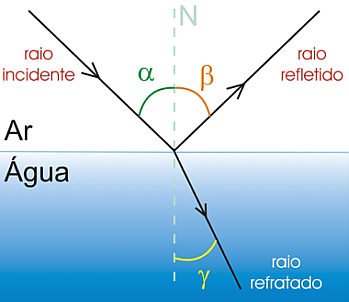 N
raio
incidente
α
β
raio
refletido
Ar
Água
γ
raio
refratado